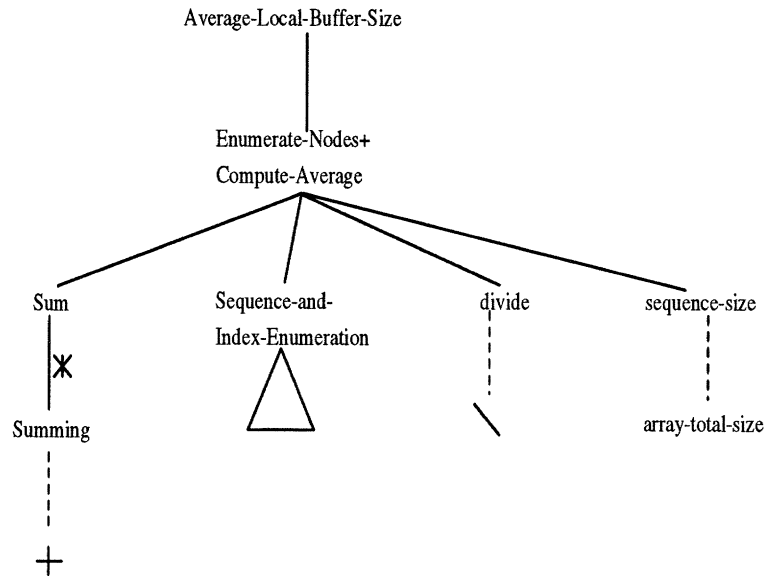 Average-Local-Buffer-Size
Enumerate-Nodes+
Compute-Average
Sum
Sequence-and-
Index-Enumeration
divide
sequence-size
*
Summing
\
array-total-size
+